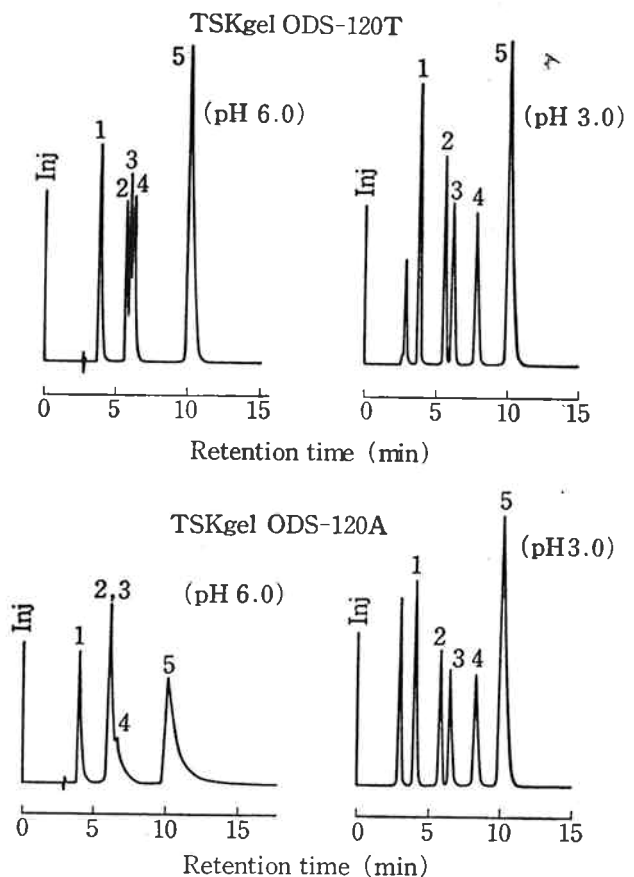 TSKgel ODS-120T
5
(pH 6.0)
1
3
2
4
Inj
0 5 10 15
5
(pH 3.0)
1
2
3
4
Inj
0 5 10 15
Retention time (min)
TSKgel ODS-120A
(pH 6.0)
2,3
1
4
5
Inj
0 5 10 15
5
(pH3.0)
1
2
3
4
Inj
0 5 10 15
Retention time (min)